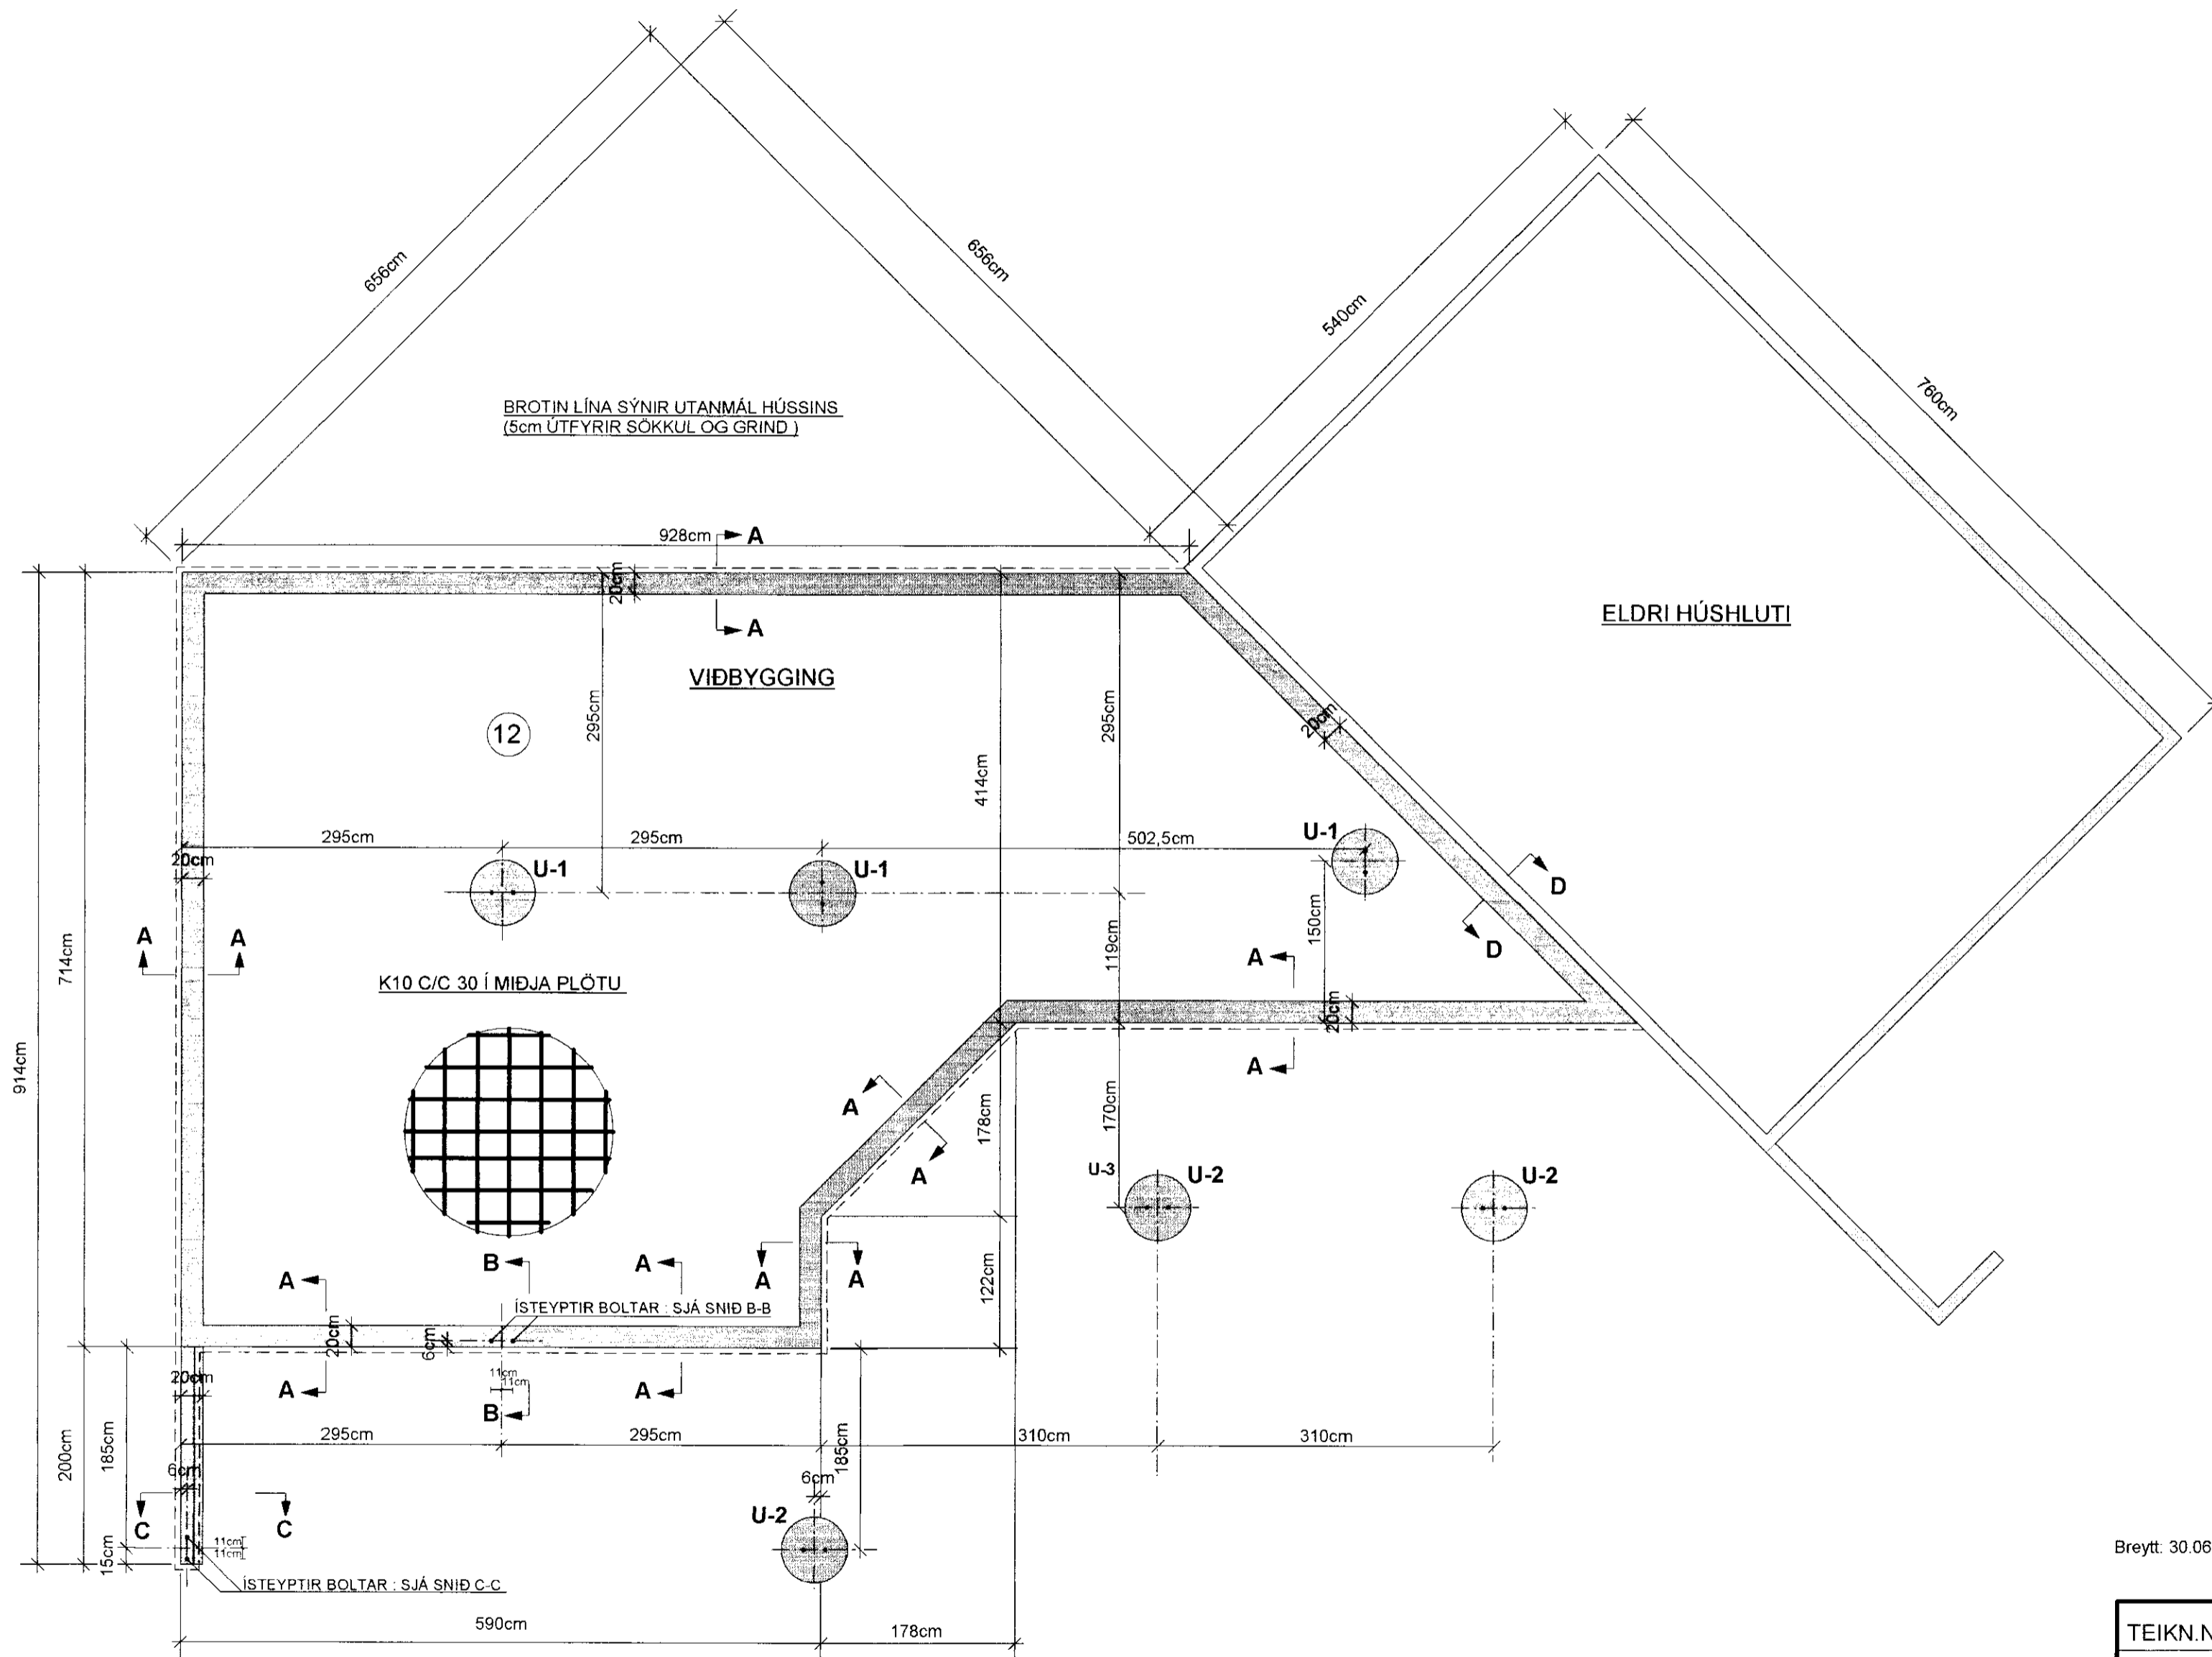 656cm
656cm
540cm
760cm
BROTIN LÍNA SÝNIR UTANMÁL HÚSSINS
(5cm ÚTFYRIR SÖKKUL OG GRIND )
928cm
A
20cm
A
ELDRI HÚSHLUTI
VIÐBYGGING
12
295cm
295cm
414cm
20cm
295cm
295cm
502,5cm
U-1
20cm
U-1
U-1
D
D
150cm
119cm
A
A
A
714cm
914cm
K10 C/C 30 Í MIÐJA PLÖTU
20cm
A
A
A
178cm
170cm
U-3
U-2
U-2
122cm
A
B
A
A
A
ÍSTEYPTIR BOLTAR : SJÁ SNIÐ B-B
20cm
6cm
20cm
A
11cm
11cm
A
B
295cm
295cm
310cm
310cm
185cm
200cm
185cm
6cm
6cm
C
C
U-2
15cm
11cm
11cm
ÍSTEYPTIR BOLTAR : SJÁ SNIÐ C-C
590cm
178cm
Breytt: 30.06
TEIKN.N